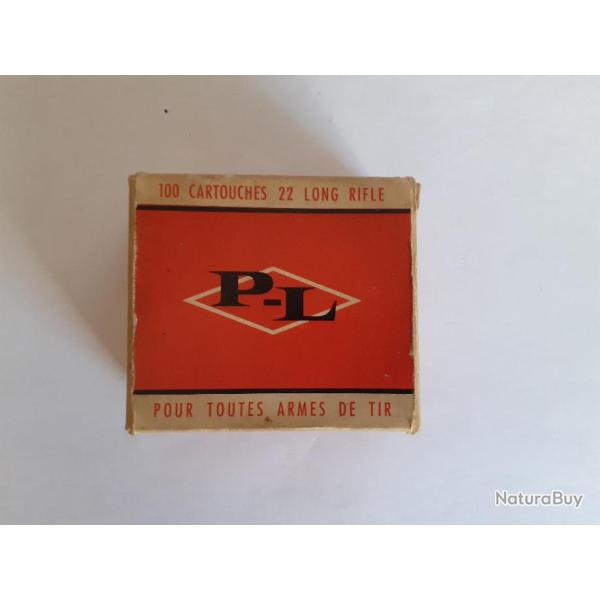 100 CARTOUCHES 22 LONG RIFLE
P-L
POUR TOUTES ARMES DE TIR
NaturaBuy